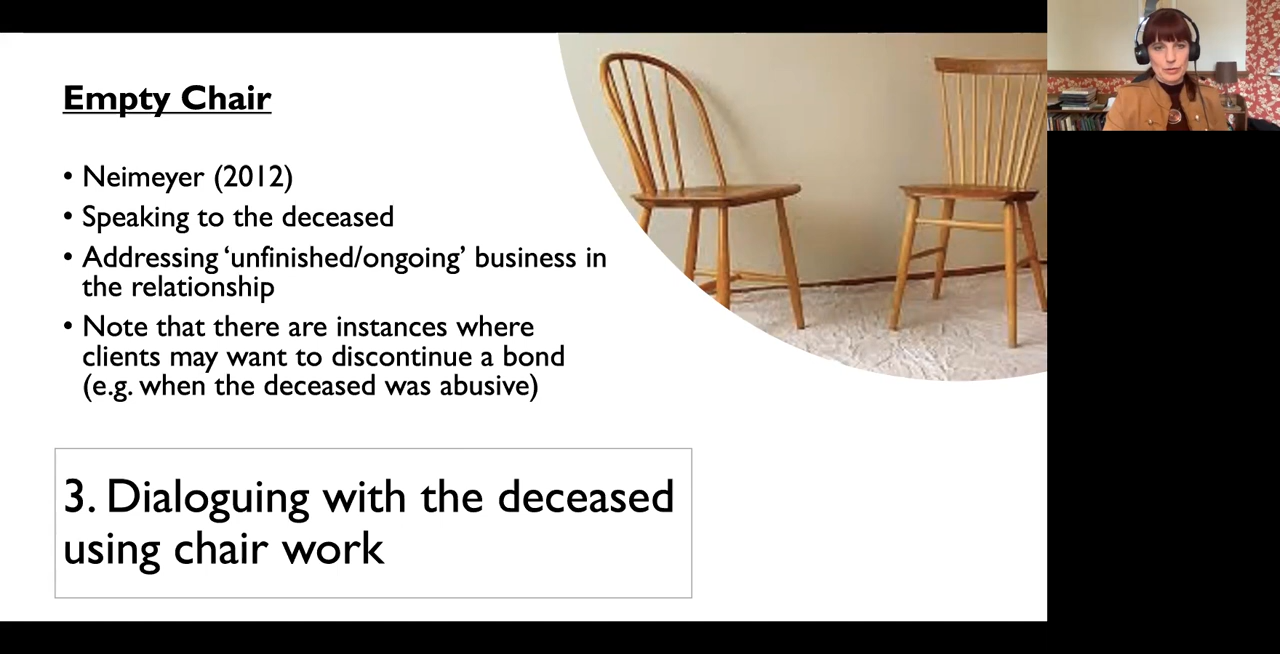 Empty Chair
• Neimeyer (2012)
• Speaking to the deceased
• Addressing ‘unfinished/ongoing’ business in
the relationship
• Note that there are instances where
clients may want to discontinue a bond
(e.g. when the deceased was abusive)
3. Dialoguing with the deceased
using chair work